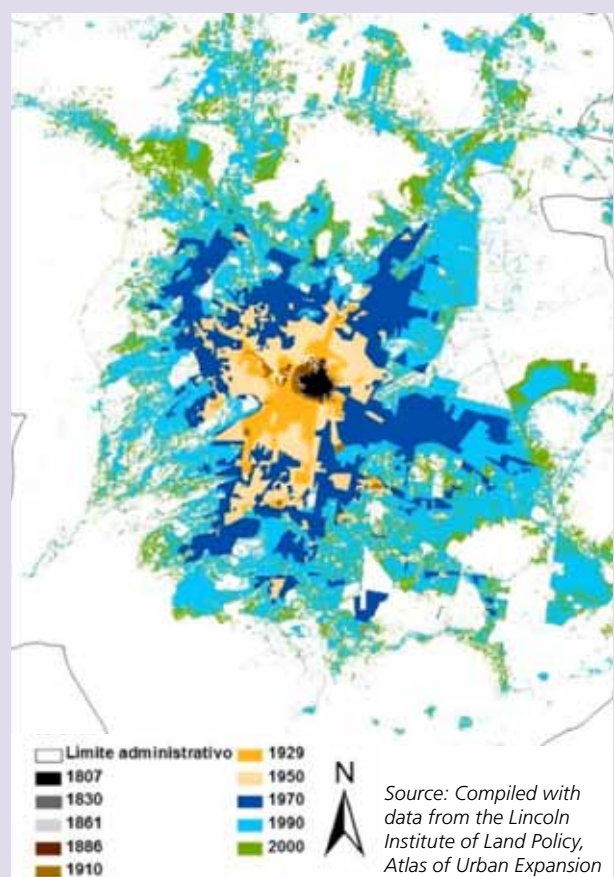 Límite administrativo
1807
1830
1861
1886
1910
1929
1950
1970
1990
2000
N
Source: Compiled with
data from the Lincoln
Institute of Land Policy,
Atlas of Urban Expansion